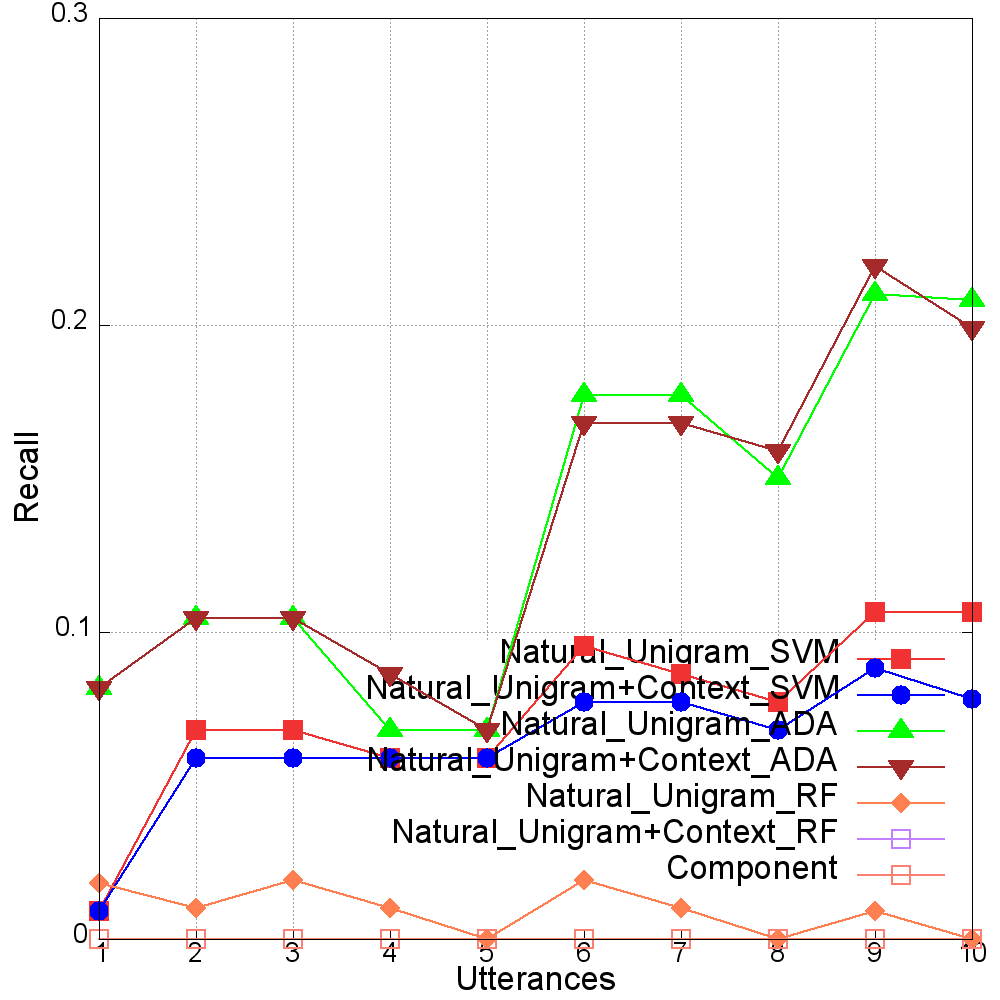 0.3
0.2
0.1
0
Recall
Natural_Unigram_SVM
Natural_Unigram+Context_SVM
Natural_Unigram_ADA
Natural_Unigram+Context_ADA
Natural_Unigram_RF
Natural_Unigram+Context_RF
Component
1 2 3 4 5 6 7 8 9 10
Utterances